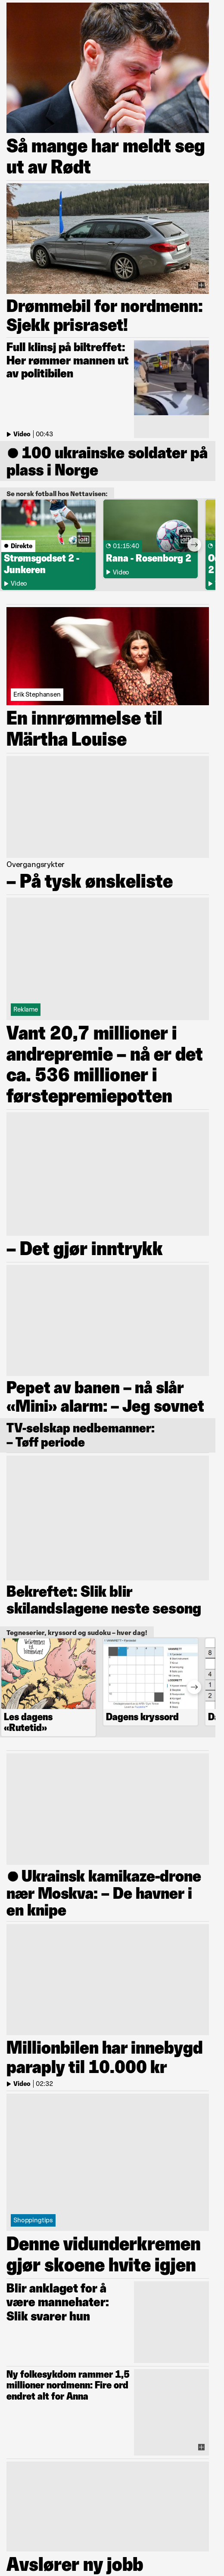 Så mange har meldt seg
ut av Rødt
Drømmebil for nordmenn:
Sjekk prisraset!
Full klinsj på biltreffet:
Her rømmer mannen ut
av politibilen
Video | 00:43
● 100 ukrainske soldater på
plass i Norge
Se norsk fotball hos Nettavisen:
● Direkte
Strømsgodset 2 -
Junkeren
Video
01:15:40
Rana - Rosenborg 2
Video
2
Erik Stephansen
En innrømmelse til
Märtha Louise
Overgangsrykter
– På tysk ønskeliste
Reklame
Vant 20,7 millioner i
andrepremie – nå er det
ca. 536 millioner i
førstepremiepotten
– Det gjør inntrykk
Pepet av banen – nå slår
«Mini» alarm: – Jeg sovnet
TV-selskap nedbemanner:
– Tøff periode
Bekreftet: Slik blir
skilandslagene neste sesong
Tegneserier, kryssord og sudoku – hver dag!
Les dagens
«Rutetid»
Dagens kryssord
8
4
1
2
● Ukrainsk kamikaze-drone
nær Moskva: – De havner i
en knipe
Millionbilen har innebygd
paraply til 10.000 kr
Video | 02:32
Shoppingtips
Denne vidunderkremen
gjør skoene hvite igjen
Blir anklaget for å
være mannehater:
Slik svarer hun
Ny folkesykdom rammer 1,5
millioner nordmenn: Fire ord
endret alt for Anna
Avslører ny jobb